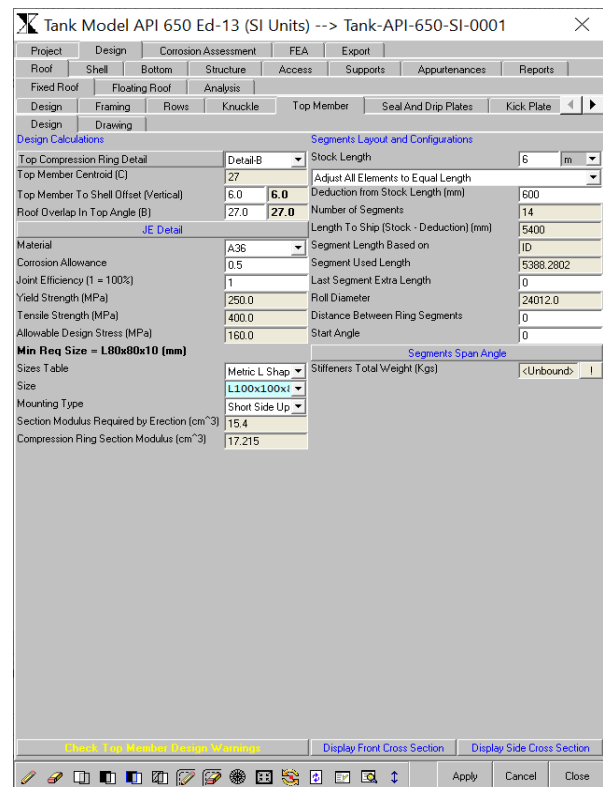 Tank Model API 650 Ed-13 (SI Units) --> Tank-API-650-SI-0001
Project Design Corrosion Assessment FEA Export
Roof Shell Bottom Structure Access Supports Appurtenances Reports
Fixed Roof Floating Roof Analysis
Design Framing Rows Knuckle Top Member Seal And Drip Plates Kick Plate
Design Drawing
Design Calculations
Top Compression Ring Detail Detail-B
Top Member Centroid (C) 27
Top Member To Shell Offset (Vertical) 6.0 6.0
Roof Overlap In Top Angle (B) 27.0 27.0
JE Detail
Material A36
Corrosion Allowance 0.5
Joint Efficiency (1 = 100%) 1
Yield Strength (MPa) 250.0
Tensile Strength (MPa) 400.0
Allowable Design Stress (MPa) 160.0
Min Req Size = L80x80x10 (mm)
Sizes Table Metric L Shap
Size L100x100x
Mounting Type Short Side Up
Section Modulus Required by Erection (cm^3) 15.4
Compression Ring Section Modulus (cm^3) 17.215
Segments Layout and Configurations
Stock Length 6 m
Adjust All Elements to Equal Length
Deduction from Stock Length (mm) 600
Number of Segments 14
Length To Ship (Stock - Deduction) (mm) 5400
Segment Length Based on ID
Segment Used Length 5388.2802
Last Segment Extra Length 0
Roll Diameter 24012.0
Distance Between Ring Segments 0
Start Angle 0
Segments Span Angle
Stiffeners Total Weight (Kgs) <Unbound> !
Check Top Member Design Warnings Display Front Cross Section Display Side Cross Section
Apply Cancel Close